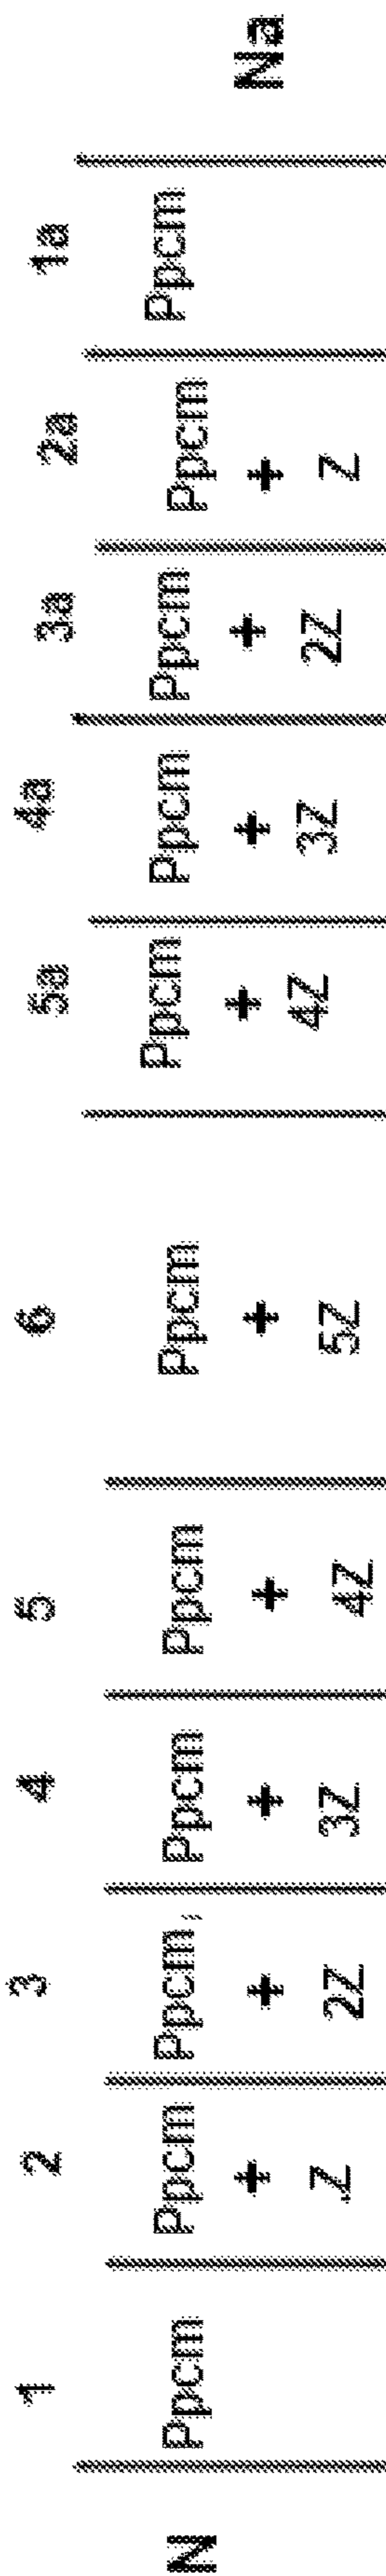 1 2 3 4 5 6 5a 4a 3a 2a 1a
N Ppcm Ppcm Ppcm Ppcm Ppcm Ppcm Ppcm Ppcm Ppcm Ppcm Ppcm Na
+ + + + + + + + +
Z 2Z 3Z 4Z 5Z 4Z 3Z 2Z Z